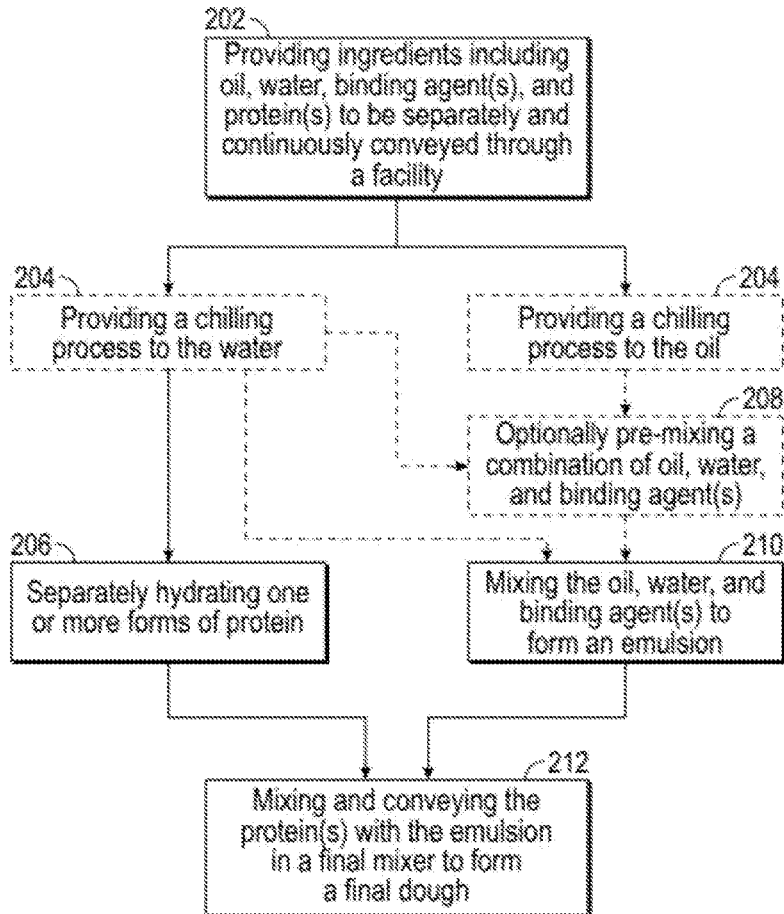 202
Providing ingredients including
oil, water, binding agent(s), and
protein(s) to be separately and
continuously conveyed through
a facility
204
Providing a chilling
process to the water
204
Providing a chilling
process to the oil
208
Optionally pre-mixing a
combination of oil, water,
and binding agent(s)
206
Separately hydrating one
or more forms of protein
210
Mixing the oil, water, and
binding agent(s) to
form an emulsion
212
Mixing and conveying the
protein(s) with the emulsion
in a final mixer to form
a final dough